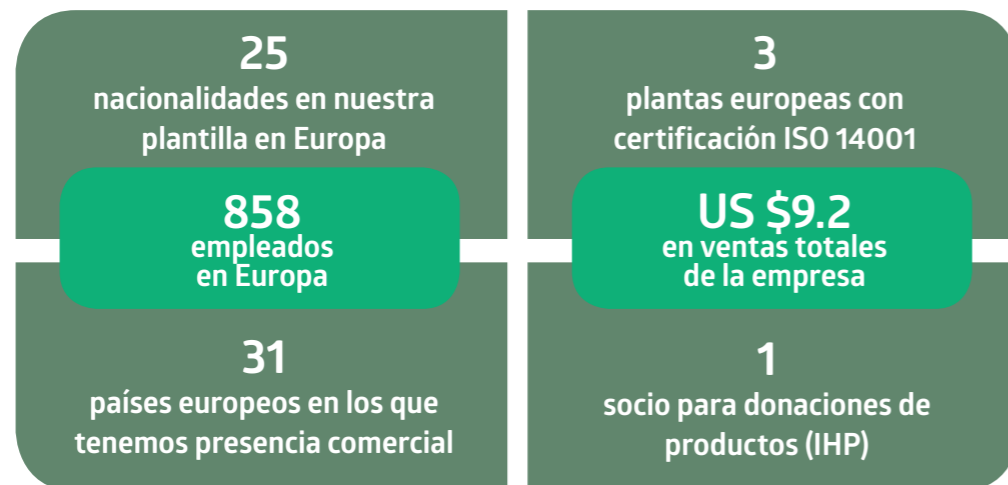 25
nacionalidades en nuestra
plantilla en Europa
858
empleados
en Europa
31
países europeos en los que
tenemos presencia comercial
3
plantas europeas con
certificación ISO 14001
US $9.2
en ventas totales
de la empresa
1
socio para donaciones de
productos (IHP)